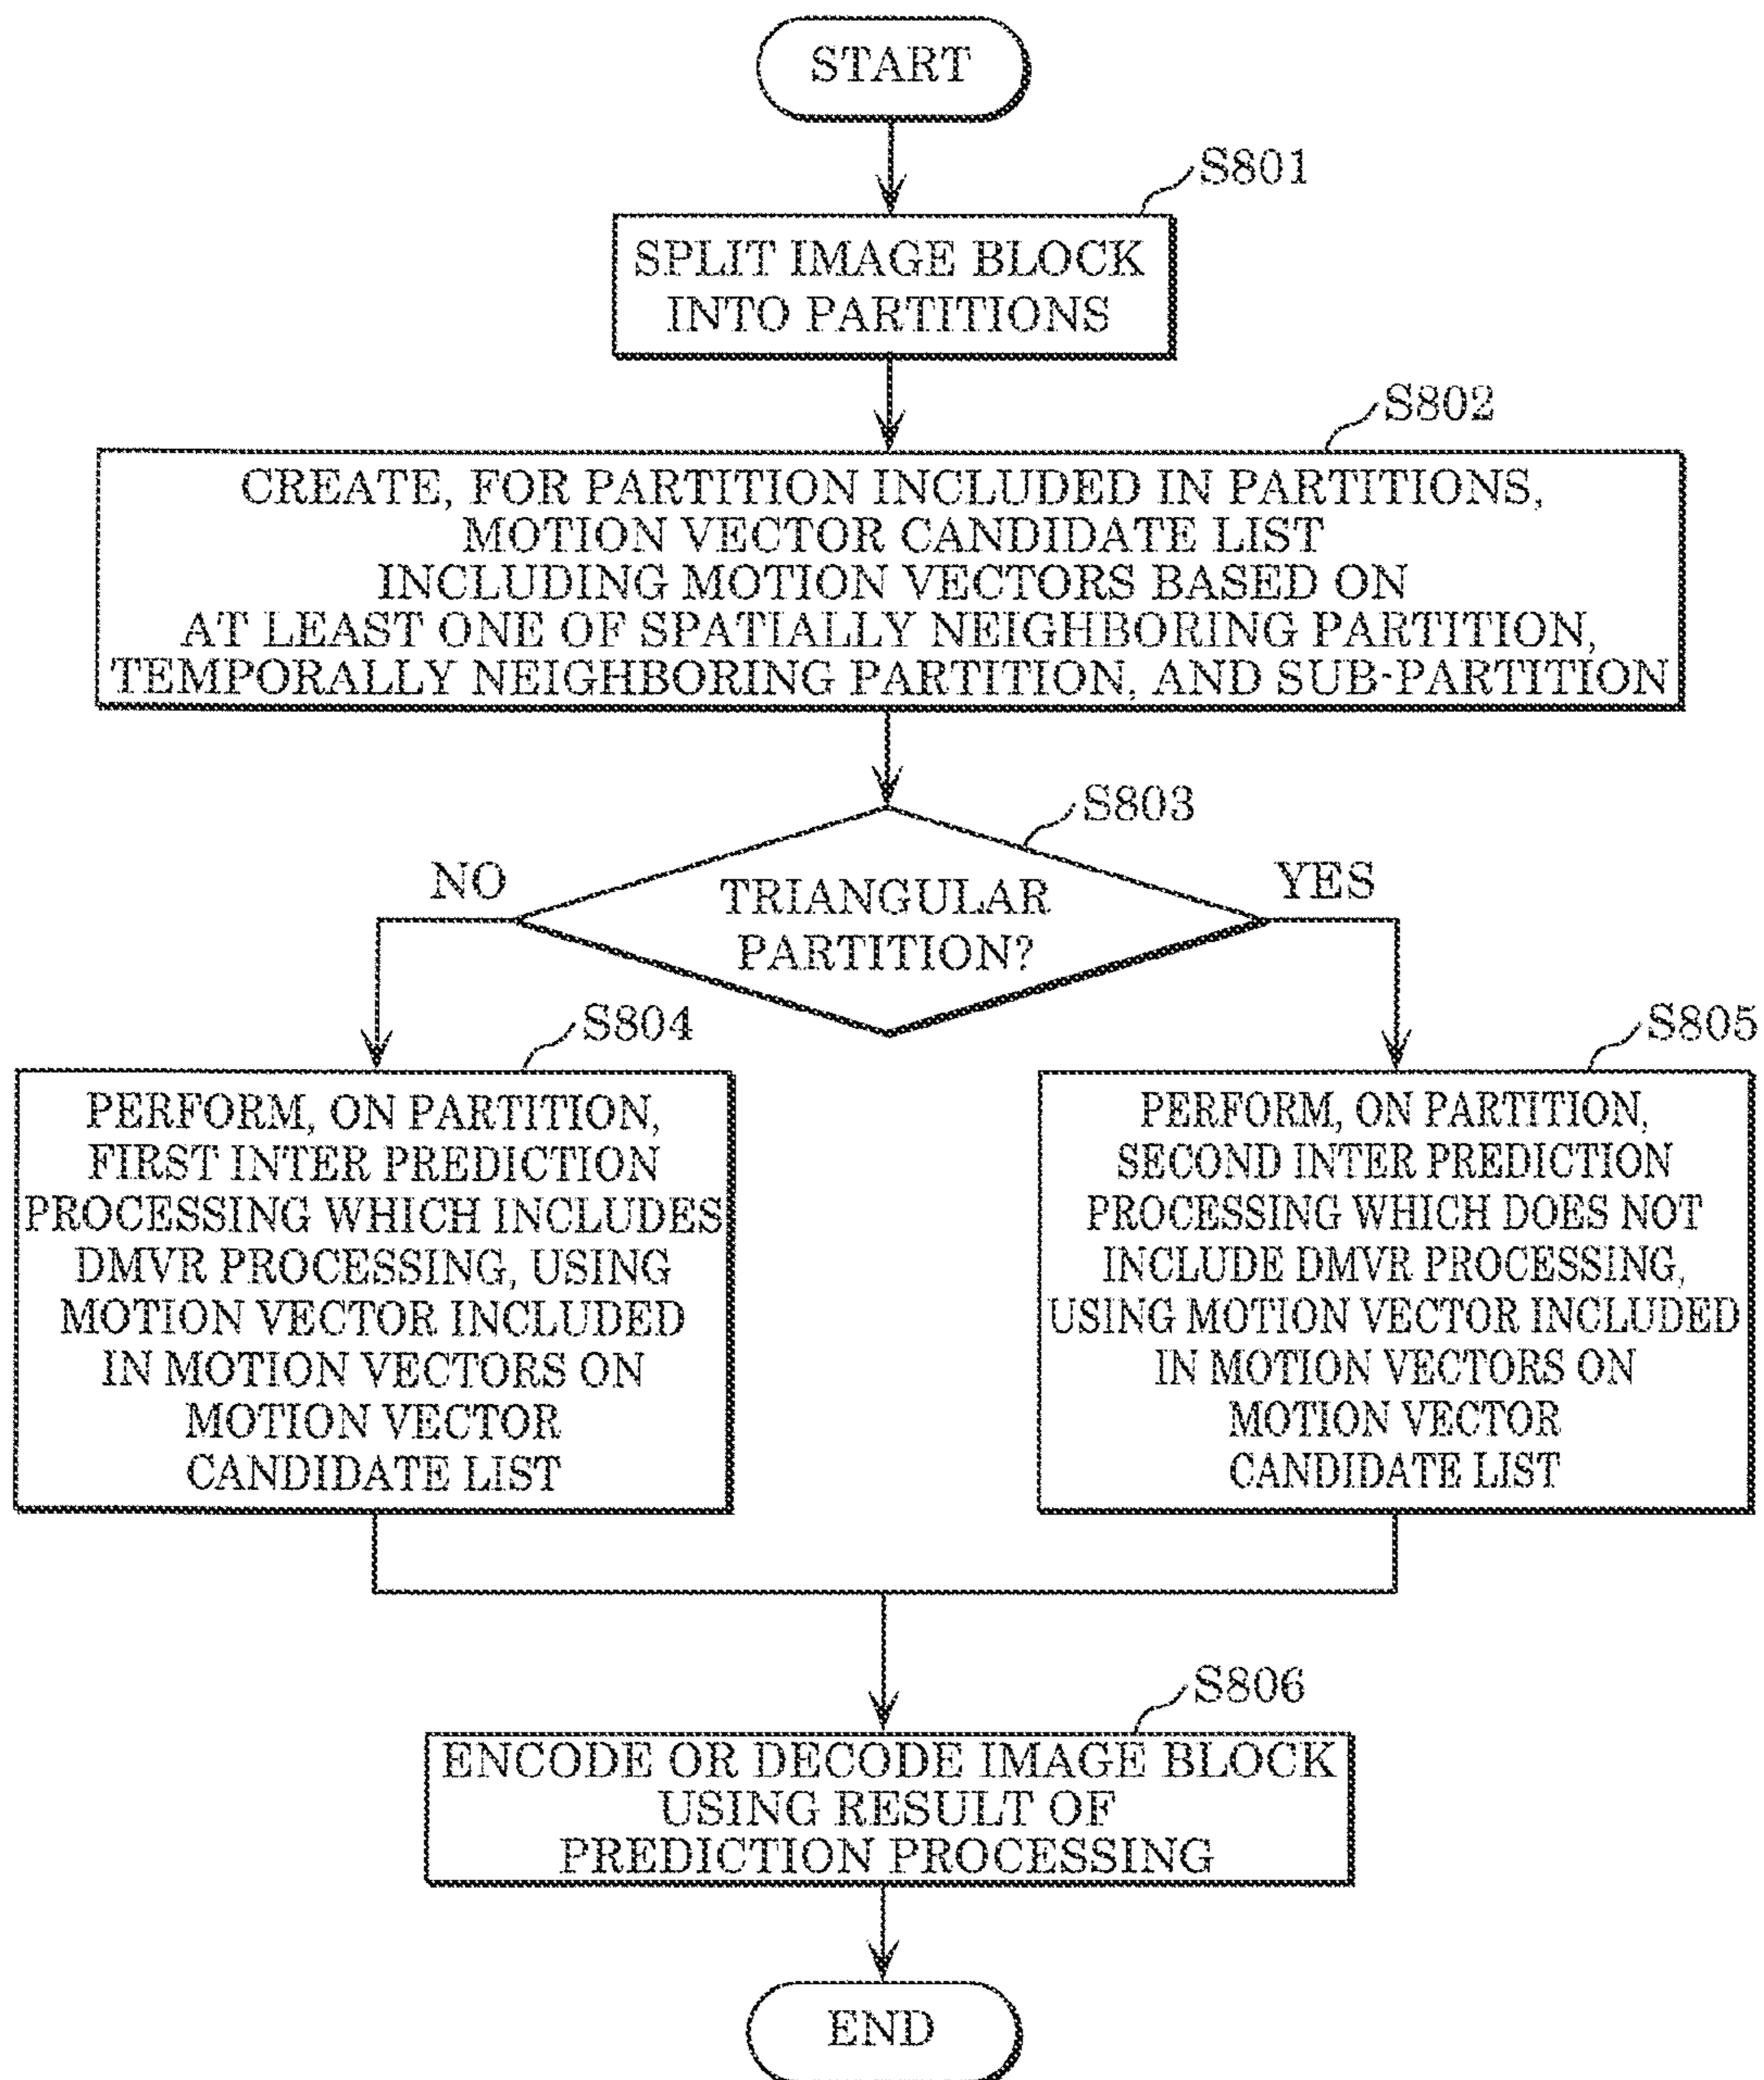 START
S801
SPLIT IMAGE BLOCK
INTO PARTITIONS
S802
CREATE, FOR PARTITION INCLUDED IN PARTITIONS,
MOTION VECTOR CANDIDATE LIST
INCLUDING MOTION VECTORS BASED ON
AT LEAST ONE OF SPATIALLY NEIGHBORING PARTITION,
TEMPORALLY NEIGHBORING PARTITION, AND SUB-PARTITION
S803
NO
TRIANGULAR
PARTITION?
YES
S804
PERFORM, ON PARTITION,
FIRST INTER PREDICTION
PROCESSING WHICH INCLUDES
DMVR PROCESSING, USING
MOTION VECTOR INCLUDED
IN MOTION VECTORS ON
MOTION VECTOR
CANDIDATE LIST
S805
PERFORM, ON PARTITION,
SECOND INTER PREDICTION
PROCESSING WHICH DOES NOT
INCLUDE DMVR PROCESSING,
USING MOTION VECTOR INCLUDED
IN MOTION VECTORS ON
MOTION VECTOR
CANDIDATE LIST
S806
ENCODE OR DECODE IMAGE BLOCK
USING RESULT OF
PREDICTION PROCESSING
END